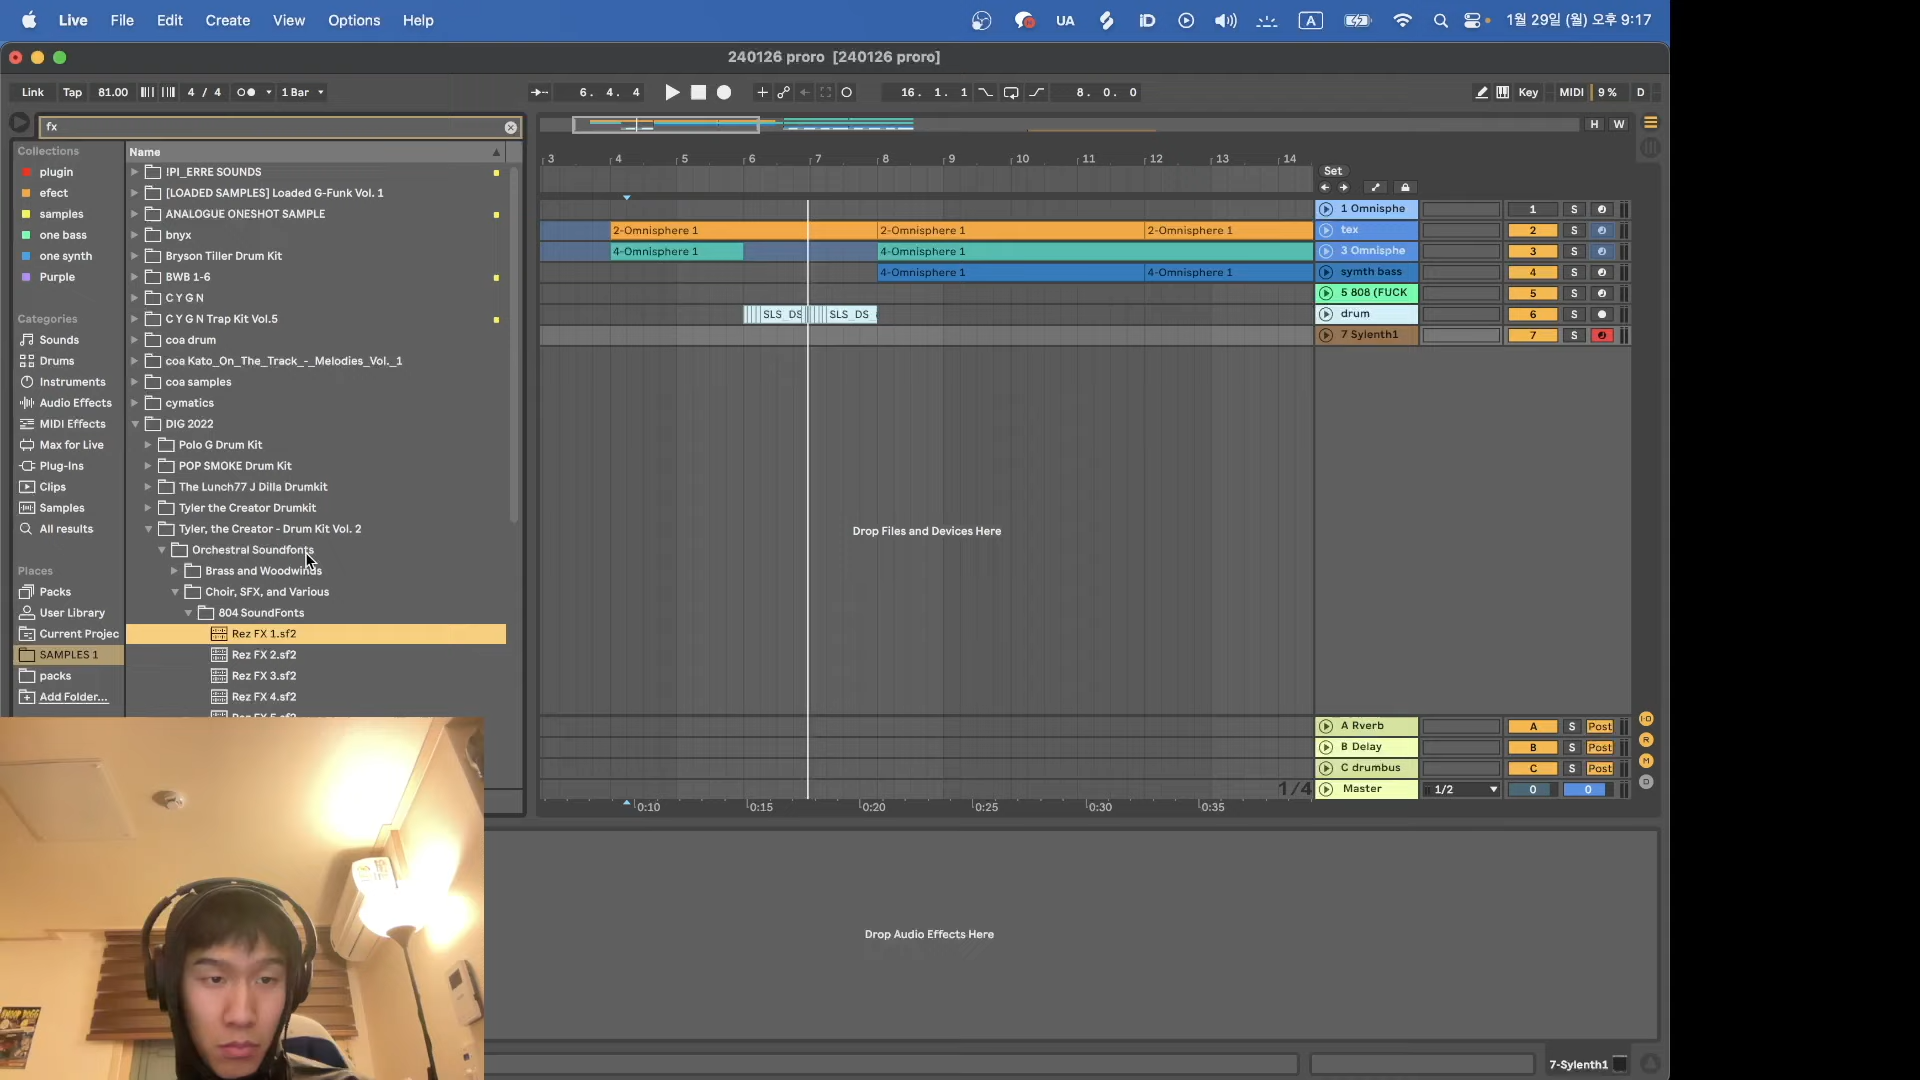 Live File Edit Create View Options Help
UA iD A 1월 29일 (월) 오후 9:17
240126 proro [240126 proro]
Link Tap 81.00 4 / 4 1 Bar
6. 4. 4
16. 1. 1
8. 0. 0
Key MIDI 9 % D
fx
H W
Collections
plugin
efect
samples
one bass
one synth
Purple
Categories
Sounds
Drums
Instruments
Audio Effects
MIDI Effects
Max for Live
Plug-Ins
Clips
Samples
All results
Places
Packs
User Library
Current Projec
SAMPLES 1
packs
Add Folder...
Name
!PI_ERRE SOUNDS
[LOADED SAMPLES] Loaded G-Funk Vol. 1
ANALOGUE ONESHOT SAMPLE
bnyx
Bryson Tiller Drum Kit
BWB 1-6
C Y G N
C Y G N Trap Kit Vol.5
coa drum
coa Kato_On_The_Track_-_Melodies_Vol._1
coa samples
cymatics
DIG 2022
Polo G Drum Kit
POP SMOKE Drum Kit
The Lunch77 J Dilla Drumkit
Tyler the Creator Drumkit
Tyler, the Creator - Drum Kit Vol. 2
Orchestral Soundfonts
Brass and Woodwinds
Choir, SFX, and Various
804 SoundFonts
Rez FX 1.sf2
Rez FX 2.sf2
Rez FX 3.sf2
Rez FX 4.sf2
3 4 5 6 7 8 9 10 11 12 13 14
Set
1 Omnisphe 1 S
2-Omnisphere 1 2-Omnisphere 1 2-Omnisphere 1 tex 2 S
4-Omnisphere 1 4-Omnisphere 1 3 Omnisphe 3 S
4-Omnisphere 1 4-Omnisphere 1 symth bass 4 S
5 808 (FUCK 5 S
SLS_DS SLS_DS drum 6 S
7 Sylenth1 7 S
Drop Files and Devices Here
A Rverb A S Post
B Delay B S Post
C drumbus C S Post
1/4 Master 1/2 0 0
I·O
R
M
D
0:10 0:15 0:20 0:25 0:30 0:35
Drop Audio Effects Here
7-Sylenth1